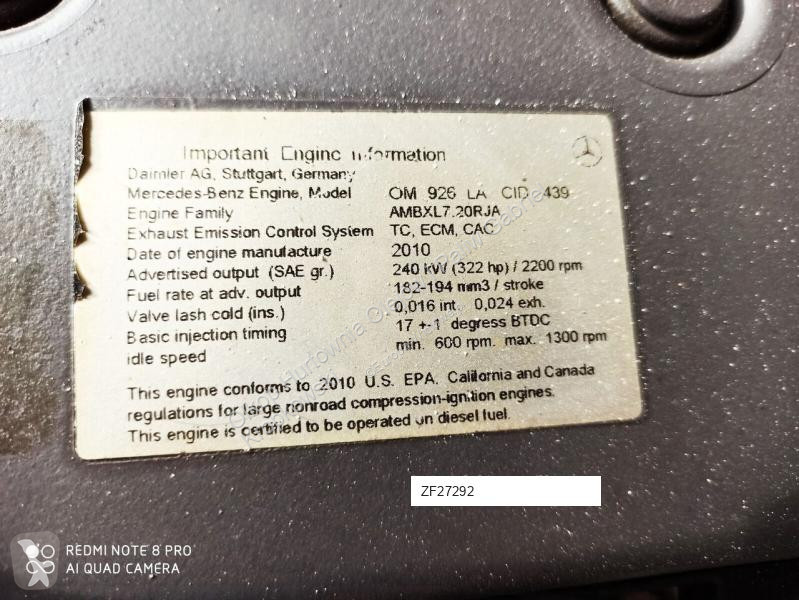 Important Engine Information
Daimler AG, Stuttgart, Germany
Mercedes-Benz Engine, Model OM 926 LA CID 439
Engine Family AMBXL7.20RJA
Exhaust Emission Control System TC, ECM, CAC
Date of engine manufacture 2010
Advertised output (SAE gr.) 240 kW (322 hp) / 2200 rpm
Fuel rate at adv. output 182-194 mm3 / stroke
Valve lash cold (ins.) 0,016 int. 0,024 exh.
Basic injection timing 17 +-1 degress BTDC
idle speed min. 600 rpm. max. 1300 rpm
This engine conforms to 2010 U.S. EPA. California and Canada
regulations for large nonroad compression-ignition engines.
This engine is certified to be operated on diesel fuel.
ZF27292
REDMI NOTE 8 PRO
AI QUAD CAMERA